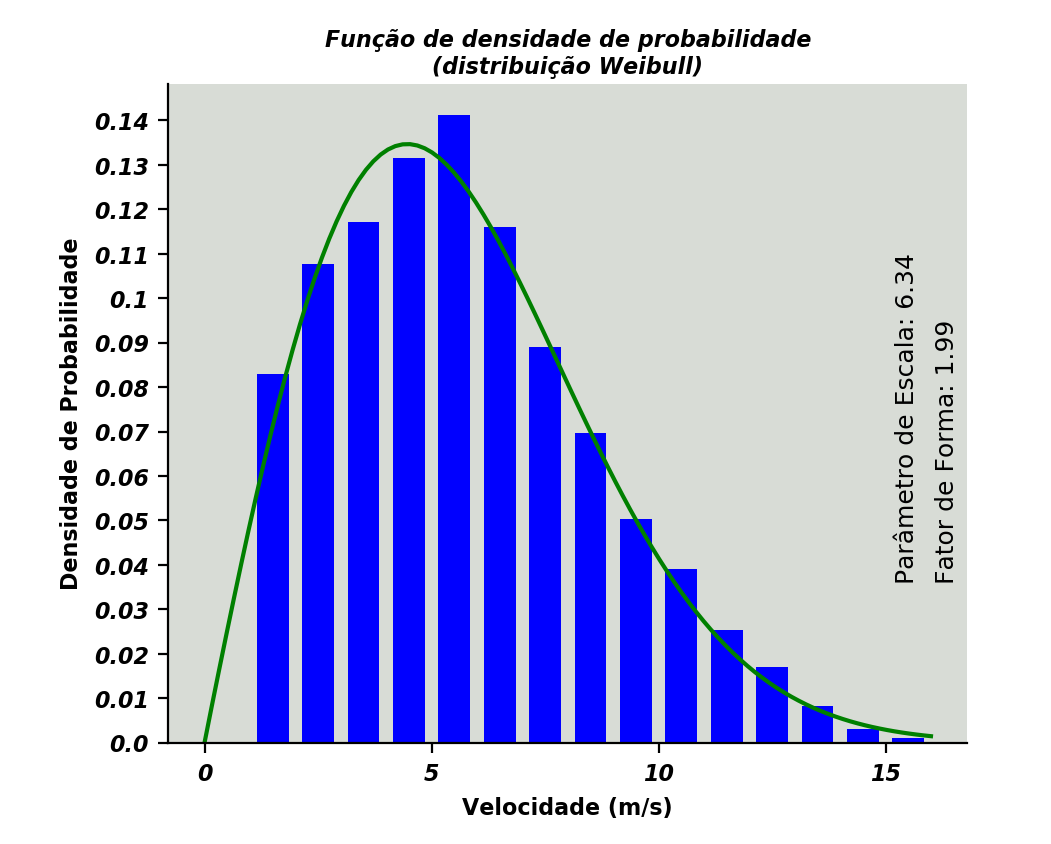 Função de densidade de probabilidade
(distribuição Weibull)
Densidade de Probabilidade
0.14
0.13
0.12
0.11
0.1
0.09
0.08
0.07
0.06
0.05
0.04
0.03
0.02
0.01
0.0
Parâmetro de Escala: 6.34
Fator de Forma: 1.99
0 5 10 15
Velocidade (m/s)